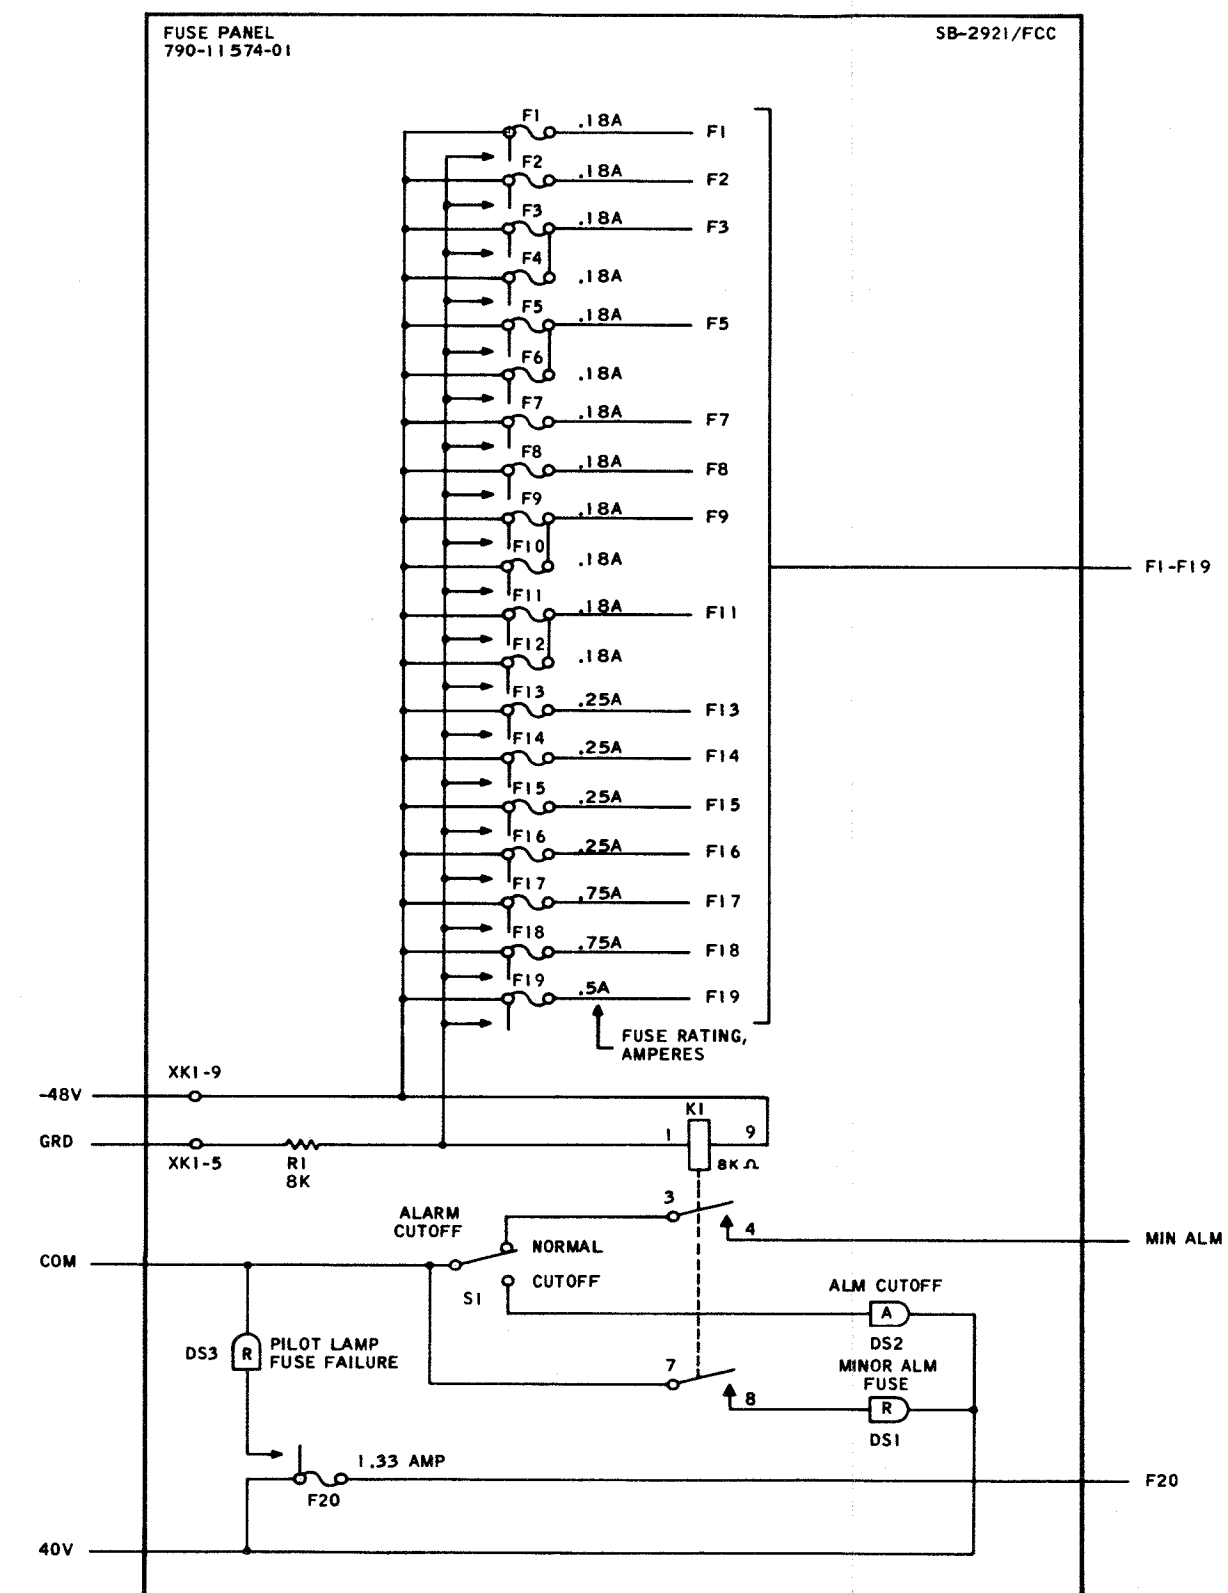 FUSE PANEL
790-11574-01
SB-2921/FCC
F1 .18A F1
F2 .18A F2
F3 .18A F3
F4 .18A
F5 .18A F5
F6 .18A
F7 .18A F7
F8 .18A F8
F9 .18A F9
F10 .18A
F1-F19
F11 .18A F11
F12 .18A
F13 .25A F13
F14 .25A F14
F15 .25A F15
F16 .25A F16
F17 .75A F17
F18 .75A F18
F19 .5A F19
FUSE RATING,
AMPERES
XK1-9
-48V
K1
GRD
1
9
XK1-5
R1
8K
8KΩ
3
ALARM
CUTOFF
4
MIN ALM
NORMAL
COM
CUTOFF
S1
ALM CUTOFF
A
DS2
DS3
R
PILOT LAMP
FUSE FAILURE
7
MINOR ALM
FUSE
8
R
DS1
1.33 AMP
F20
F20
40V